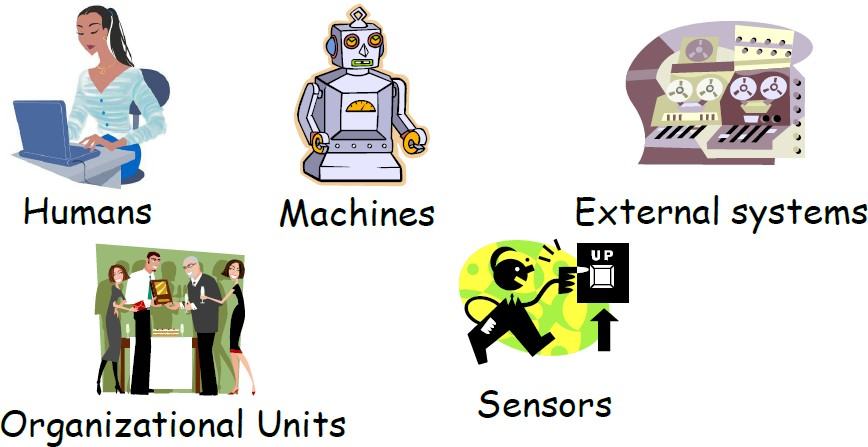 Humans
Machines
External systems
UP
Organizational Units
Sensors